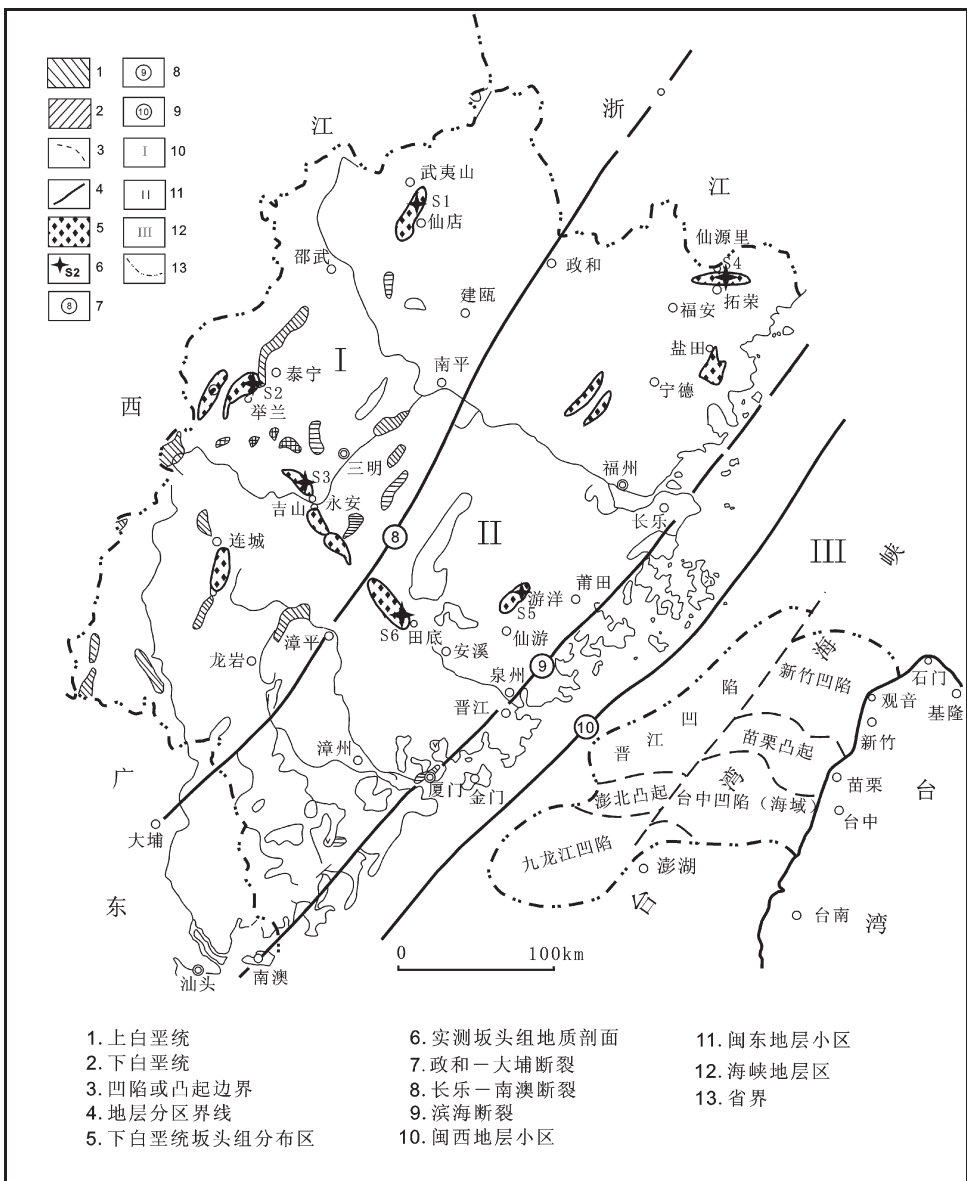 1
2
3
4
5
S2
6
⑧
7
⑨
8
⑩
9
I
10
II
11
III
12
13
江
浙
江
西
广
东
台
湾
海
峡
台
湾
武夷山
S1
仙店
邵武
建瓯
政和
仙源里
S4
拓荣
福安
盐田
宁德
I
泰宁
S2
举兰
南平
三明
S3
吉山
永安
福州
长乐
⑧
II
III
连城
莆田
游洋
S5
仙游
S6
田底
安溪
漳平
龙岩
泉州
⑨
晋江
⑩
漳州
厦门
金门
大埔
汕头
南澳
晋江凹陷
新竹凹陷
苗栗凸起
澎北凸起
台中凹陷(海域)
九龙江凹陷
澎湖
石门
观音
基隆
新竹
苗栗
台中
台南
0 100km
1. 上白垩统
2. 下白垩统
3. 凹陷或凸起边界
4. 地层分区界线
5. 下白垩统坂头组分布区
6. 实测坂头组地质剖面
7. 政和－大埔断裂
8. 长乐－南澳断裂
9. 滨海断裂
10. 闽西地层小区
11. 闽东地层小区
12. 海峡地层区
13. 省界